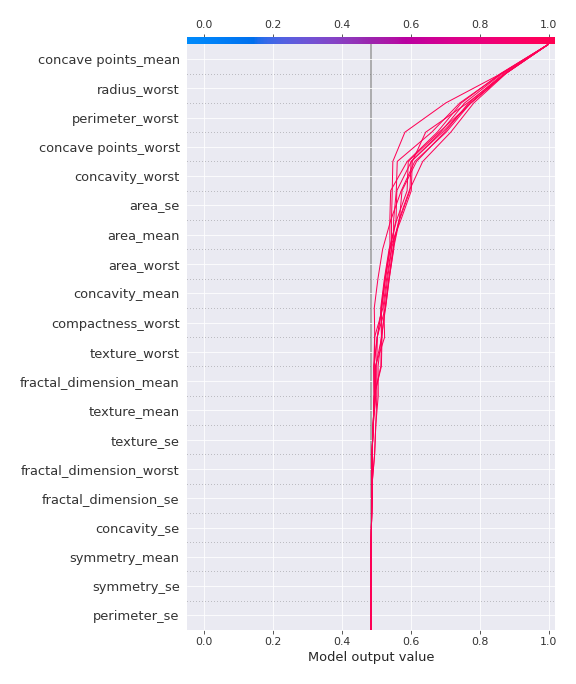 0.0 0.2 0.4 0.6 0.8 1.0
concave points_mean
radius_worst
perimeter_worst
concave points_worst
concavity_worst
area_se
area_mean
area_worst
concavity_mean
compactness_worst
texture_worst
fractal_dimension_mean
texture_mean
texture_se
fractal_dimension_worst
fractal_dimension_se
concavity_se
symmetry_mean
symmetry_se
perimeter_se
0.0 0.2 0.4 0.6 0.8 1.0
Model output value